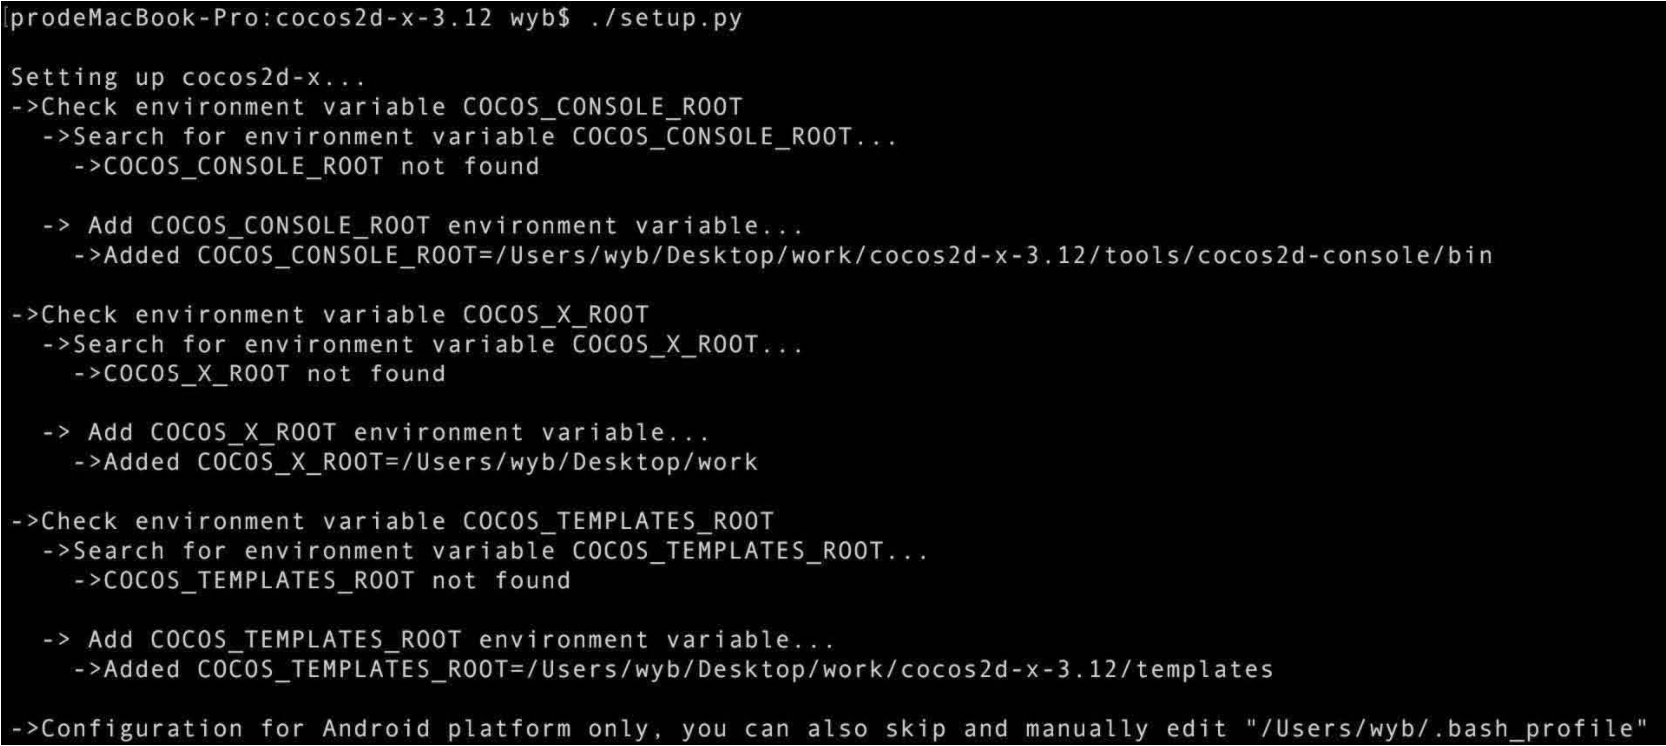 prodeMacBook-Pro:cocos2d-x-3.12 wyb$ ./setup.py
Setting up cocos2d-x...
->Check environment variable COCOS_CONSOLE_ROOT
->Search for environment variable COCOS_CONSOLE_ROOT...
->COCOS_CONSOLE_ROOT not found
-> Add COCOS_CONSOLE_ROOT environment variable...
->Added COCOS_CONSOLE_ROOT=/Users/wyb/Desktop/work/cocos2d-x-3.12/tools/cocos2d-console/bin
->Check environment variable COCOS_X_ROOT
->Search for environment variable COCOS_X_ROOT...
->COCOS_X_ROOT not found
-> Add COCOS_X_ROOT environment variable...
->Added COCOS_X_ROOT=/Users/wyb/Desktop/work
->Check environment variable COCOS_TEMPLATES_ROOT
->Search for environment variable COCOS_TEMPLATES_ROOT...
->COCOS_TEMPLATES_ROOT not found
-> Add COCOS_TEMPLATES_ROOT environment variable...
->Added COCOS_TEMPLATES_ROOT=/Users/wyb/Desktop/work/cocos2d-x-3.12/templates
->Configuration for Android platform only, you can also skip and manually edit "/Users/wyb/.bash_profile"